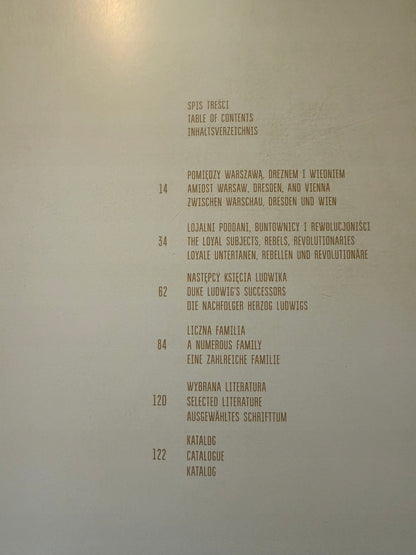 SPIS TREŚCI
TABLE OF CONTENTS
INHALTSVERZEICHNIS
POMIĘDZY WARSZAWĄ, DREZNEM I WIEDNIEM
14 AMIDST WARSAW, DRESDEN, AND VIENNA
ZWISCHEN WARSCHAU, DRESDEN UND WIEN
LOJALNI PODDANI, BUNTOWNICY I REWOLUCJONIŚCI
34 THE LOYAL SUBJECTS, REBELS, REVOLUTIONARIES
LOYALE UNTERTANEN, REBELLEN UND REVOLUTIONÄRE
NASTĘPCY KSIĘCIA LUDWIKA
62 DUKE LUDWIG'S SUCCESSORS
DIE NACHFOLGER HERZOG LUDWIGS
LICZNA FAMILIA
84 A NUMEROUS FAMILY
EINE ZAHLREICHE FAMILIE
WYBRANA LITERATURA
120 SELECTED LITERATURE
AUSGEWÄHLTES SCHRIFTTUM
KATALOG
122 CATALOGUE
KATALOG